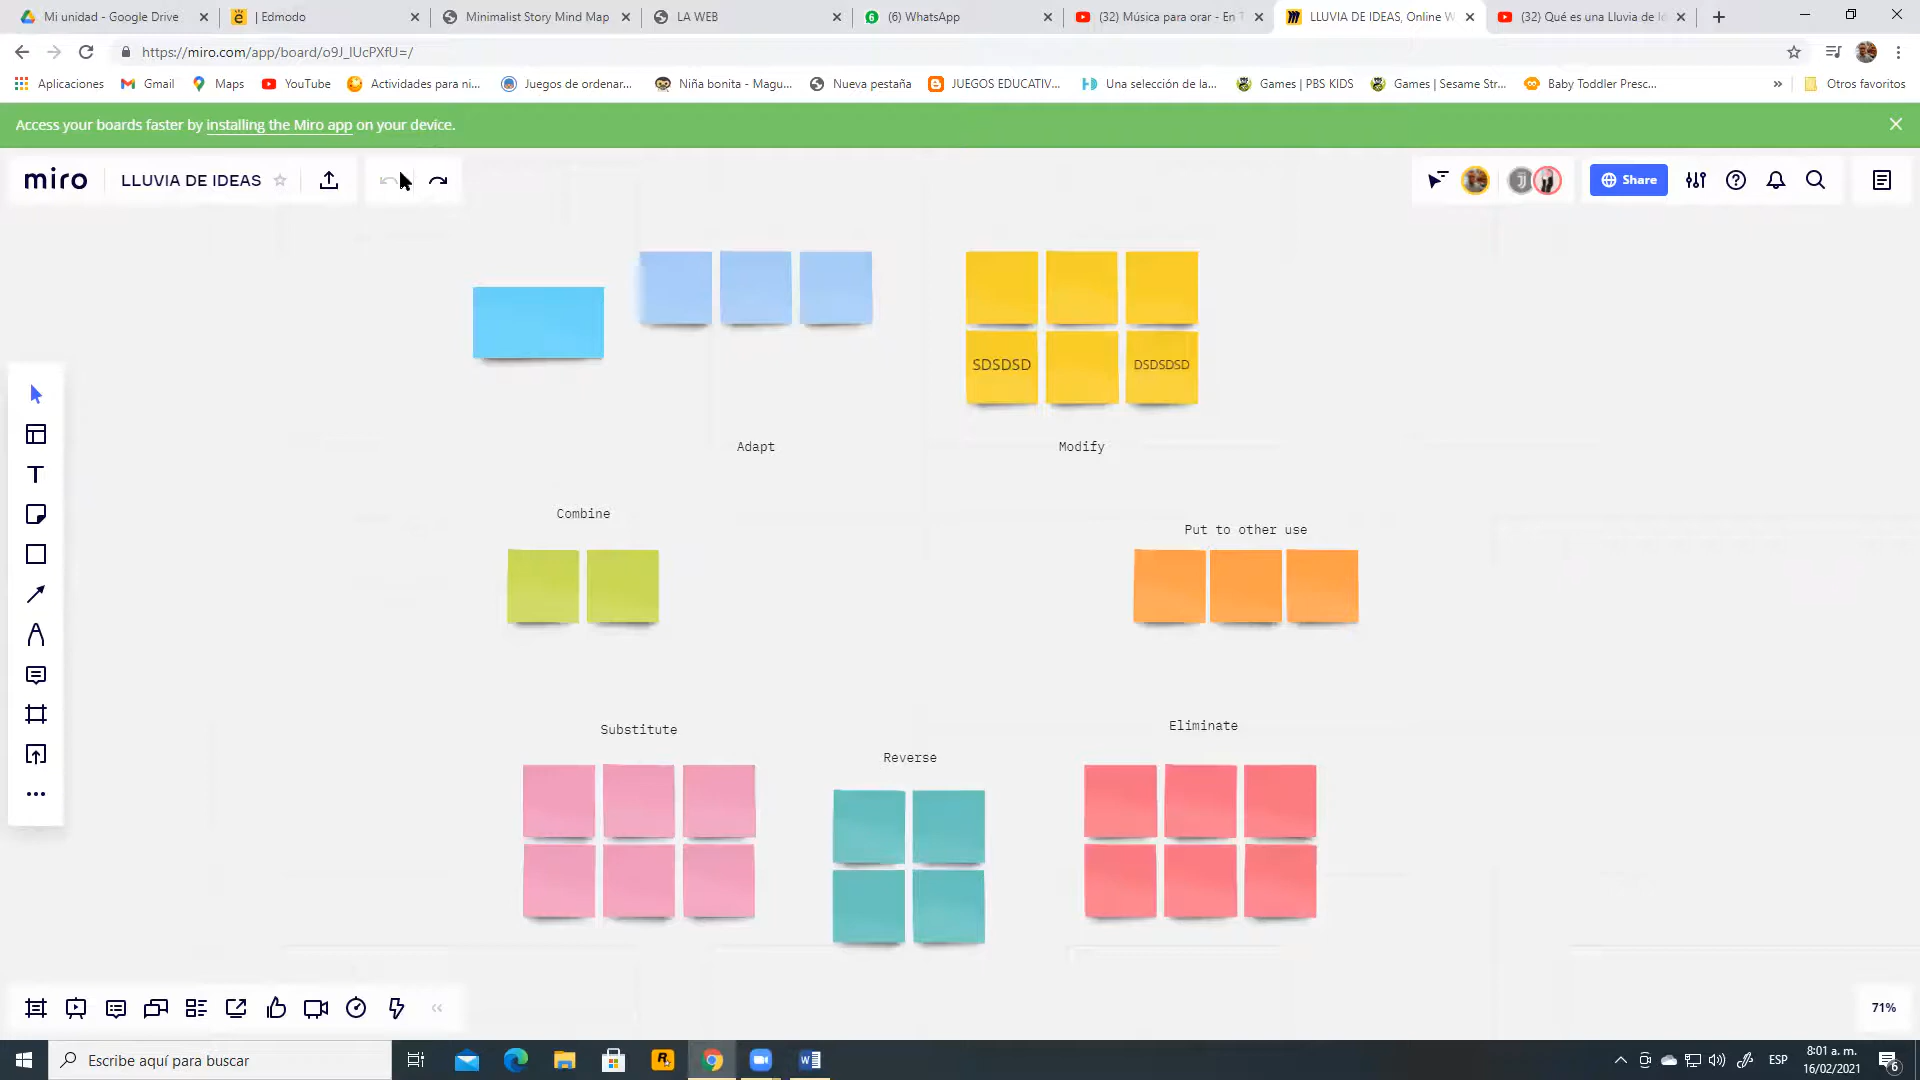 Mi unidad - Google Drive
| Edmodo
Minimalist Story Mind Map
LA WEB
(6) WhatsApp
(32) Música para orar - En T
LLUVIA DE IDEAS, Online W
(32) Qué es una Lluvia de Id
https://miro.com/app/board/o9J_lUcPXfU=/
Aplicaciones
Gmail
Maps
YouTube
Actividades para ni...
Juegos de ordenar...
Niña bonita - Magu...
Nueva pestaña
JUEGOS EDUCATIV...
Una selección de la...
Games | PBS KIDS
Games | Sesame Str...
Baby Toddler Presc...
»
Otros favoritos
Access your boards faster by installing the Miro app on your device.
miro
LLUVIA DE IDEAS
Share
SDSDSD
DSDSDSD
Adapt
Modify
Combine
Put to other use
Substitute
Eliminate
Reverse
71%
Escribe aquí para buscar
ESP
8:01 a. m.
16/02/2021
6